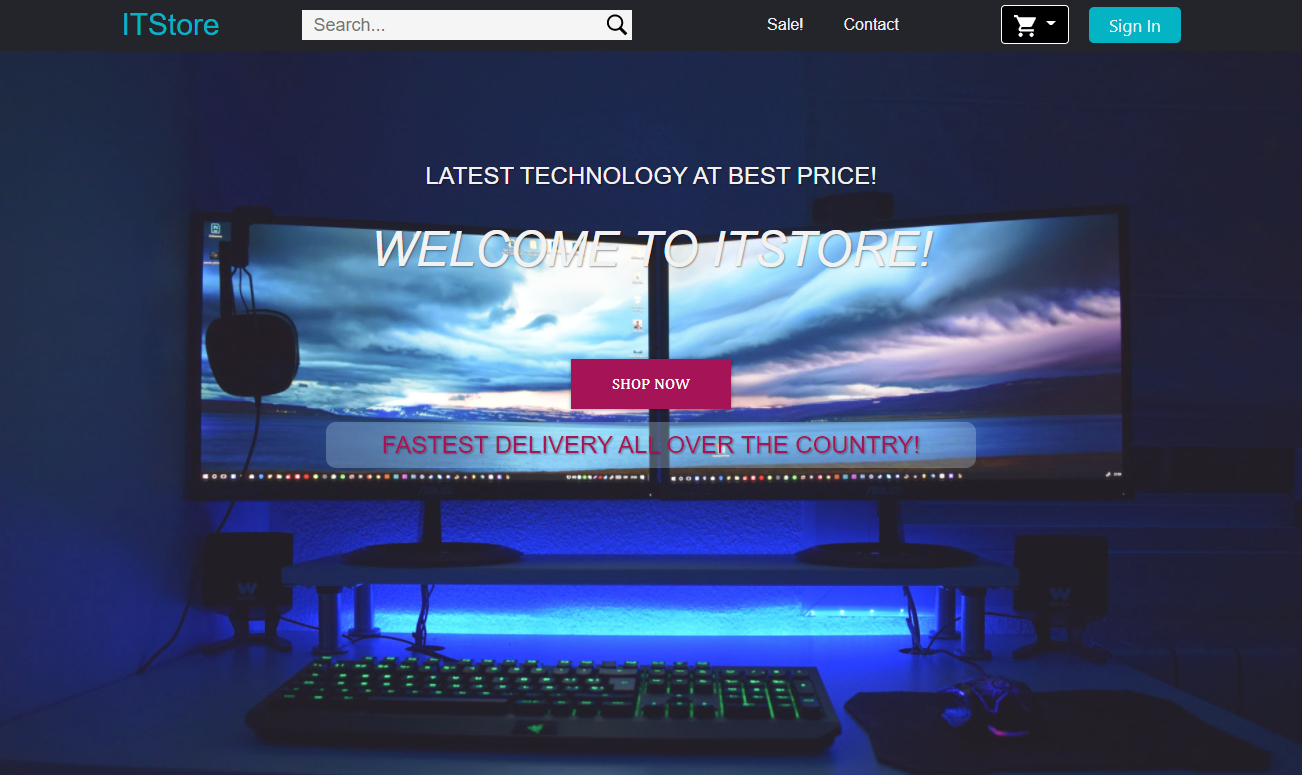 ITStore
Search...
Sale!
Contact
Sign In
LATEST TECHNOLOGY AT BEST PRICE!
WELCOME TO ITSTORE!
SHOP NOW
FASTEST DELIVERY ALL OVER THE COUNTRY!